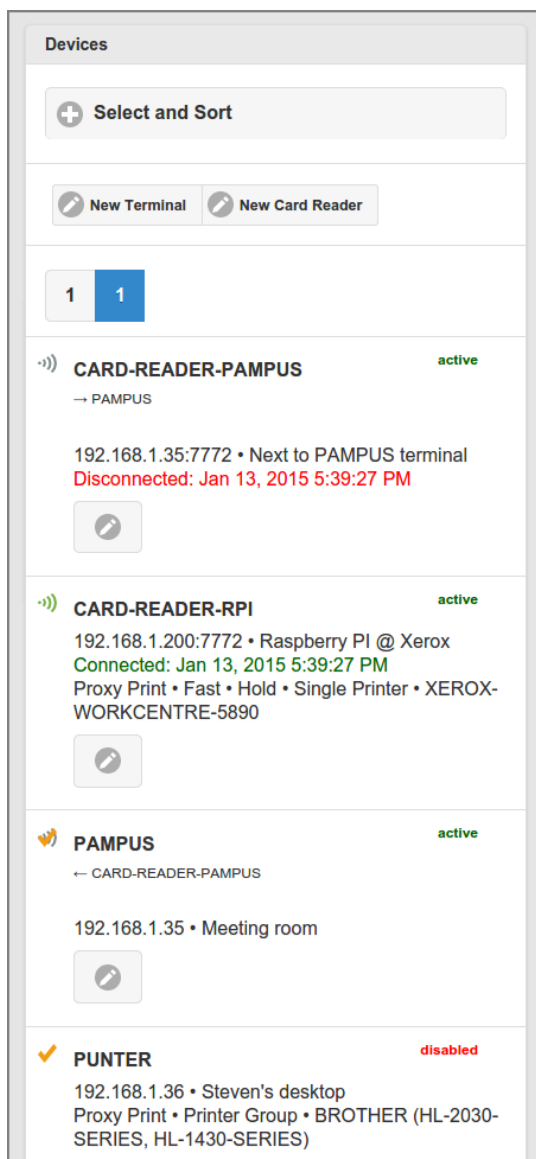 Devices
Select and Sort
New Terminal New Card Reader
1 1
CARD-READER-PAMPUS active
→ PAMPUS
192.168.1.35:7772 • Next to PAMPUS terminal
Disconnected: Jan 13, 2015 5:39:27 PM
CARD-READER-RPI active
192.168.1.200:7772 • Raspberry PI @ Xerox
Connected: Jan 13, 2015 5:39:27 PM
Proxy Print • Fast • Hold • Single Printer • XEROX-
WORKCENTRE-5890
PAMPUS active
← CARD-READER-PAMPUS
192.168.1.35 • Meeting room
PUNTER disabled
192.168.1.36 • Steven's desktop
Proxy Print • Printer Group • BROTHER (HL-2030-
SERIES, HL-1430-SERIES)